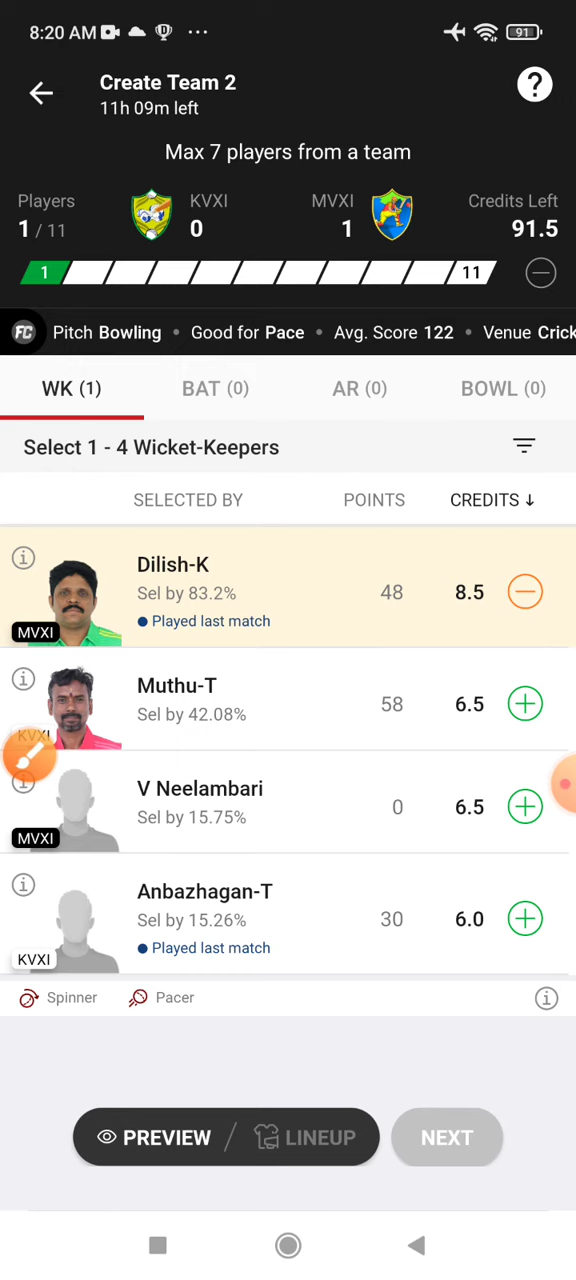 8:20 AM
91
Create Team 2
11h 09m left
?
Max 7 players from a team
Players KVXI MVXI Credits Left
1 / 11 0 1 91.5
1 11
FC Pitch Bowling • Good for Pace • Avg. Score 122 • Venue Crick
WK (1) BAT (0) AR (0) BOWL (0)
Select 1 - 4 Wicket-Keepers
SELECTED BY POINTS CREDITS ↓
Dilish-K
Sel by 83.2% 48 8.5
Played last match
MVXI
Muthu-T
Sel by 42.08% 58 6.5
KVXI
V Neelambari
Sel by 15.75% 0 6.5
MVXI
Anbazhagan-T
Sel by 15.26% 30 6.0
Played last match
KVXI
Spinner Pacer
PREVIEW / LINEUP NEXT